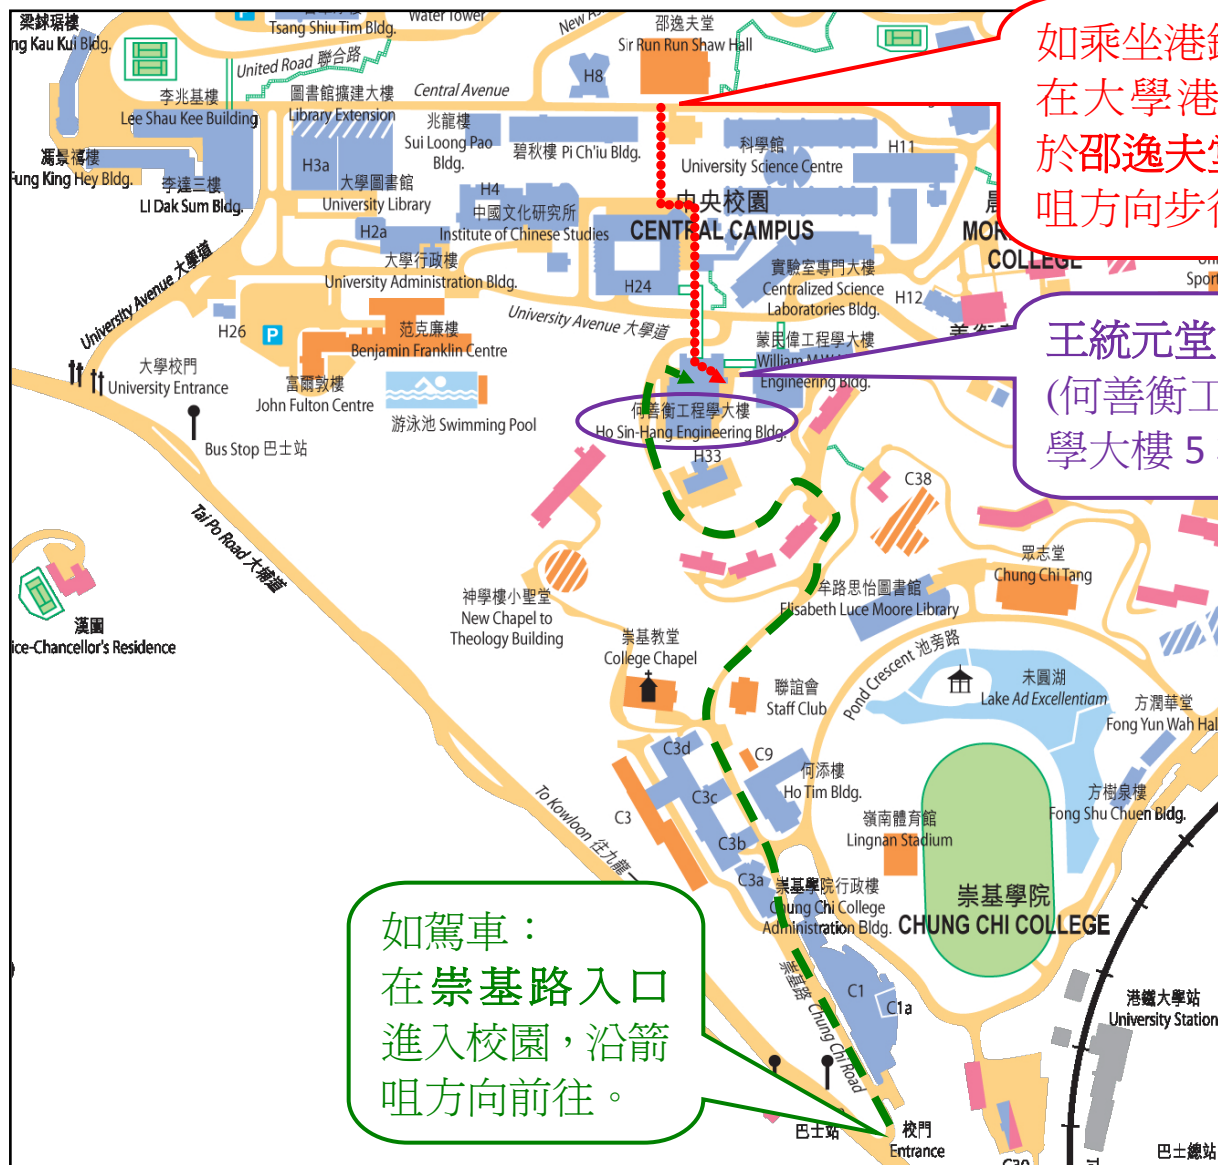 梁銶琚樓
ng Kau Kui Bldg.
Tsang Shiu Tim Bldg.
Water Tower
New As
邵逸夫堂
Sir Run Run Shaw Hall
United Road 聯合路
H8
李兆基樓
Lee Shau Kee Building
圖書館擴建大樓
Library Extension
Central Avenue
兆龍樓
Sui Loong Pao
Bldg.
碧秋樓 Pi Ch'iu Bldg.
科學館
University Science Centre
H11
馮景禧樓
Fung King Hey Bldg.
李達三樓
LI Dak Sum Bldg.
H3a
大學圖書館
University Library
H4
中國文化研究所
Institute of Chinese Studies
H2a
中央校園
CENTRAL CAMPUS
晨
MOR
COLLEGE
Sport
大學行政樓
University Administration Bldg.
H24
實驗室專門大樓
Centralized Science
Laboratories Bldg.
H12
善衡
University Avenue 大學道
University Avenue 大學道
H26
P
范克廉樓
Benjamin Franklin Centre
蒙民偉工程學大樓
William M.W.
Engineering Bldg.
大學校門
University Entrance
富爾敦樓
John Fulton Centre
游泳池 Swimming Pool
何善衡工程學大樓
Ho Sin-Hang Engineering Bldg.
H33
Bus Stop 巴士站
Tai Po Road 大埔道
C38
漢園
ice-Chancellor's Residence
神學樓小聖堂
New Chapel to
Theology Building
眾志堂
Chung Chi Tang
牟路思怡圖書館
Elisabeth Luce Moore Library
崇基教堂
College Chapel
聯誼會
Staff Club
Pond Crescent 池旁路
未圓湖
Lake Ad Excellentiam
方潤華堂
Fong Yun Wah Hal
C3d
C9
何添樓
Ho Tim Bldg.
C3
C3c
C3b
C3a
To Kowloon 往九龍
嶺南體育館
Lingnan Stadium
方樹泉樓
Fong Shu Chuen Bldg.
崇基學院行政樓
Chung Chi College
Administration Bldg.
崇基學院
CHUNG CHI COLLEGE
崇基路 Chung Chi Road
C1
C1a
港鐵大學站
University Station
巴士站
校門
Entrance
巴士總站
C30
如乘坐港鐵
在大學港
於邵逸夫堂
咀方向步行
王統元堂
(何善衡工
學大樓 5
如駕車：
在崇基路入口
進入校園，沿箭
咀方向前往。